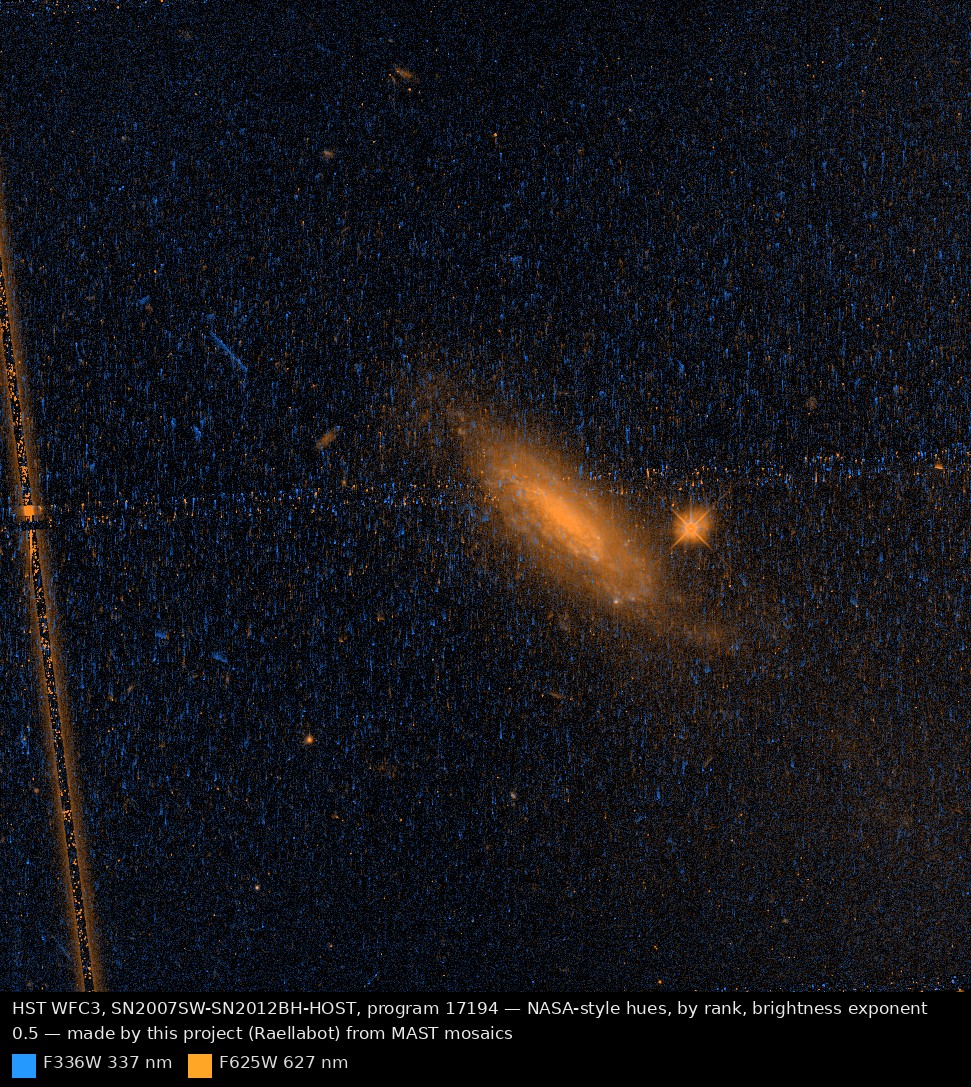 HST WFC3, SN2007SW-SN2012BH-HOST, program 17194 — NASA-style hues, by rank, brightness exponent
0.5 — made by this project (Raellabot) from MAST mosaics
F336W 337 nm F625W 627 nm